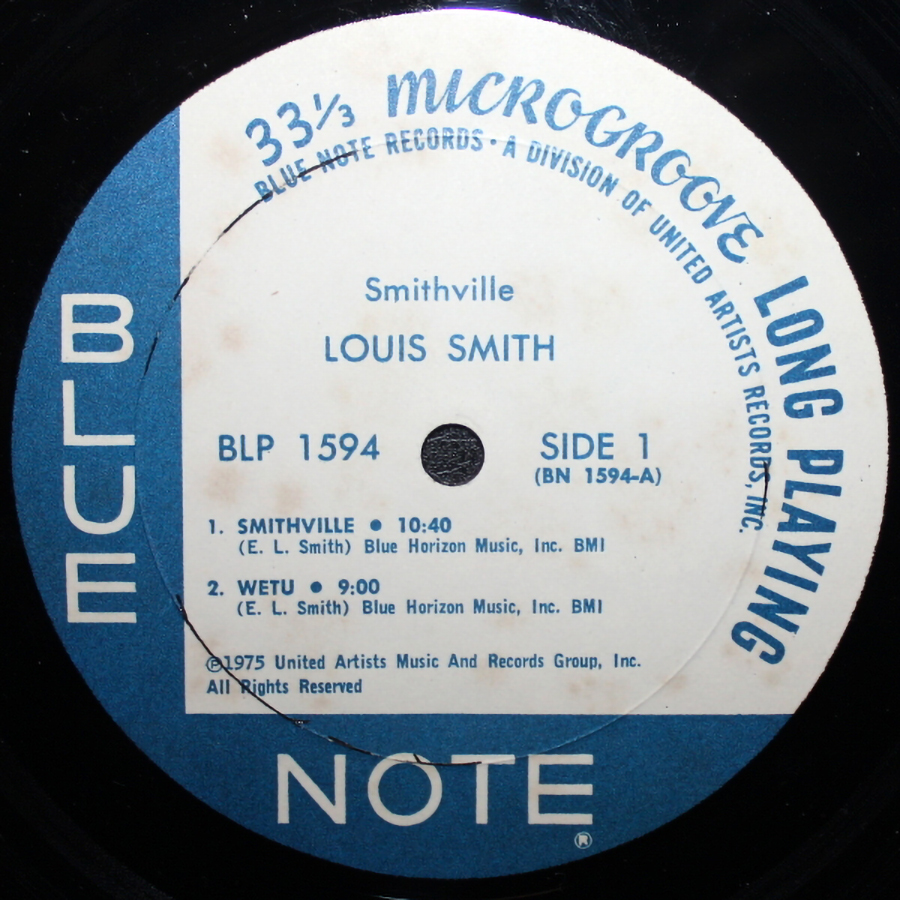 33⅓ MICROGROOVE LONG PLAYING
BLUE NOTE RECORDS • A DIVISION OF UNITED ARTISTS RECORDS, INC.
Smithville
LOUIS SMITH
BLP 1594
SIDE 1
(BN 1594-A)
1. SMITHVILLE • 10:40
(E. L. Smith) Blue Horizon Music, Inc. BMI
2. WETU • 9:00
(E. L. Smith) Blue Horizon Music, Inc. BMI
℗1975 United Artists Music And Records Group, Inc.
All Rights Reserved
BLUE
NOTE
®